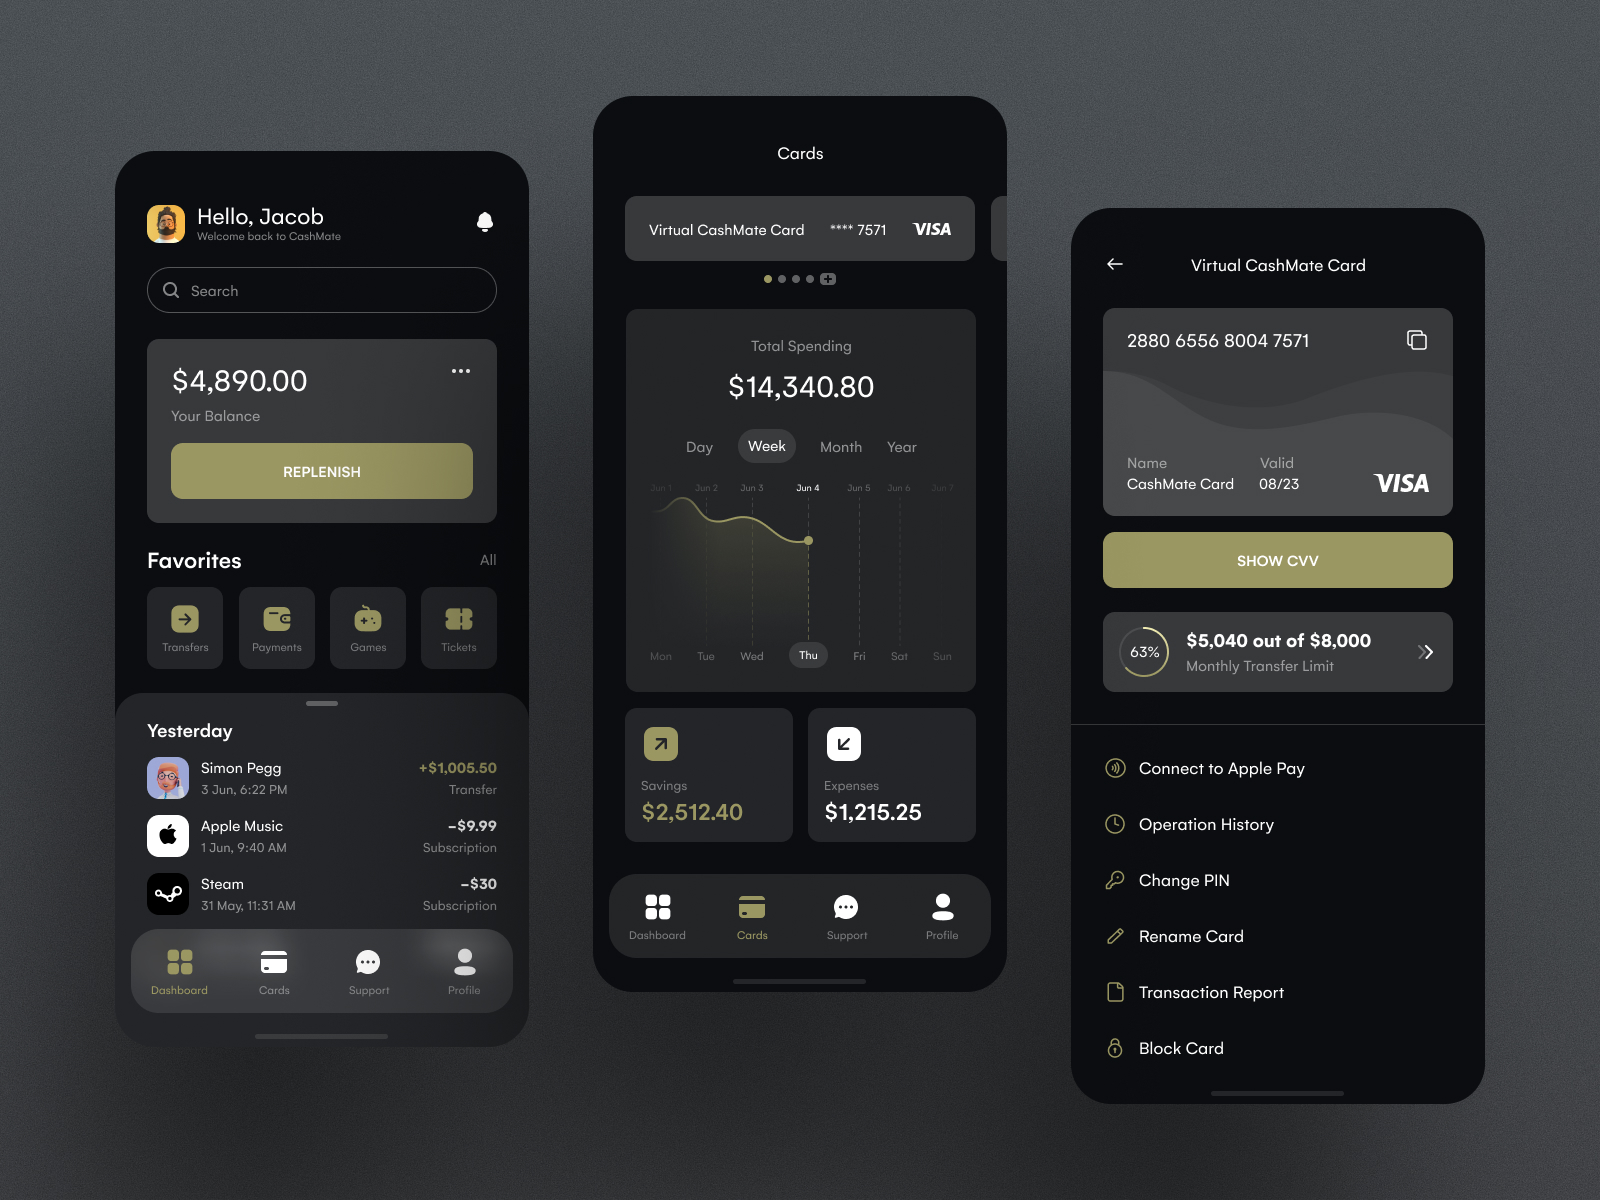 Hello, Jacob
Welcome back to CashMate
Search
$4,890.00
Your Balance
REPLENISH
Favorites All
Transfers Payments Games Tickets
Yesterday
Simon Pegg +$1,005.50
3 Jun, 6:22 PM Transfer
Apple Music -$9.99
1 Jun, 9:40 AM Subscription
Steam -$30
31 May, 11:31 AM Subscription
Dashboard Cards Support Profile
Cards
Virtual CashMate Card **** 7571 VISA
Total Spending
$14,340.80
Day Week Month Year
Jun 1 Jun 2 Jun 3 Jun 4 Jun 5 Jun 6 Jun 7
Mon Tue Wed Thu Fri Sat Sun
Savings
$2,512.40
Expenses
$1,215.25
Dashboard Cards Support Profile
Virtual CashMate Card
2880 6556 8004 7571
Name Valid
CashMate Card 08/23 VISA
SHOW CVV
63%
$5,040 out of $8,000
Monthly Transfer Limit
Connect to Apple Pay
Operation History
Change PIN
Rename Card
Transaction Report
Block Card